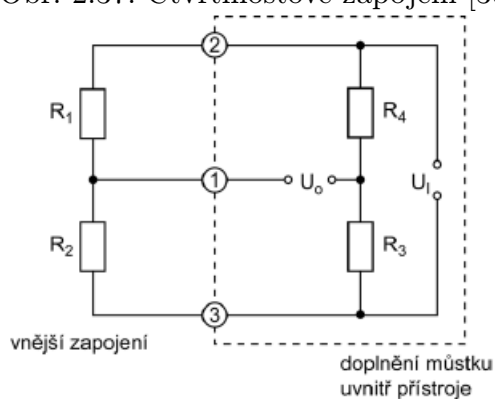 Obr. 2.37: Čtvrtmostové zapojení [3
2
R₁
R₄
1
Uₒ
Uᵢ
R₂
R₃
3
vnější zapojení
doplnění můstku
uvnitř přístroje